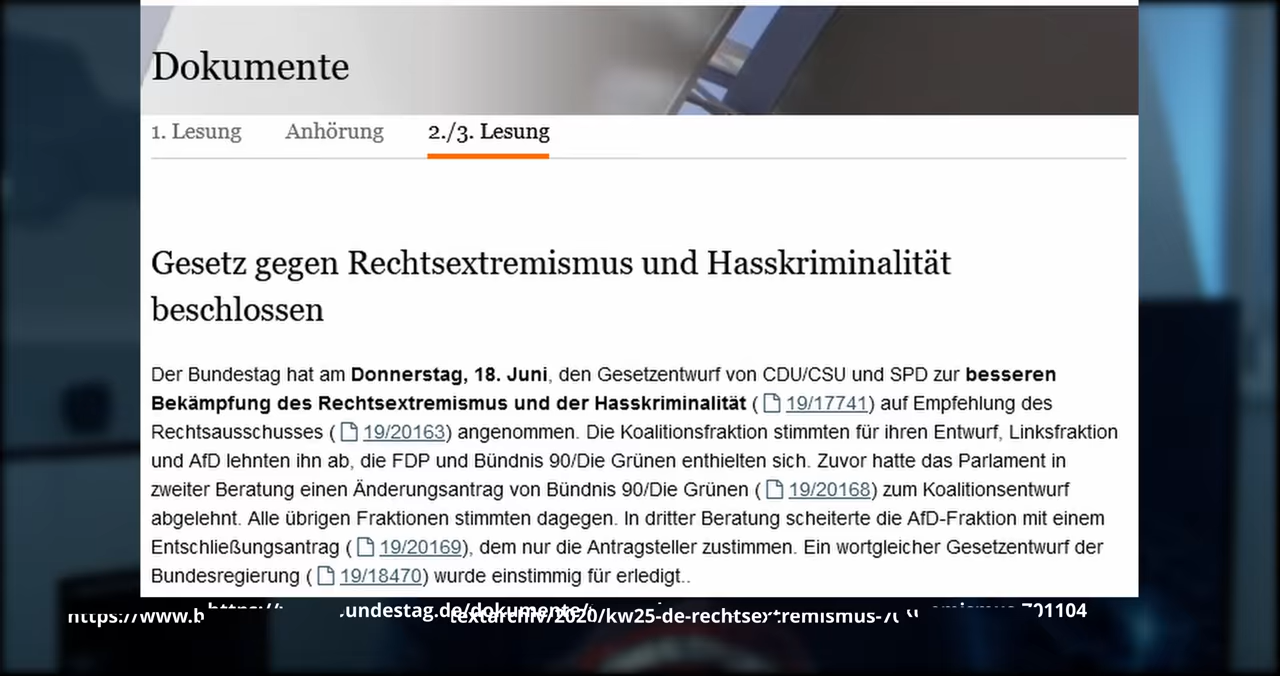 Dokumente
1. Lesung Anhörung 2./3. Lesung
Gesetz gegen Rechtsextremismus und Hasskriminalität
beschlossen
Der Bundestag hat am Donnerstag, 18. Juni, den Gesetzentwurf von CDU/CSU und SPD zur besseren
Bekämpfung des Rechtsextremismus und der Hasskriminalität ( 19/17741) auf Empfehlung des
Rechtsausschusses ( 19/20163) angenommen. Die Koalitionsfraktion stimmten für ihren Entwurf, Linksfraktion
und AfD lehnten ihn ab, die FDP und Bündnis 90/Die Grünen enthielten sich. Zuvor hatte das Parlament in
zweiter Beratung einen Änderungsantrag von Bündnis 90/Die Grünen ( 19/20168) zum Koalitionsentwurf
abgelehnt. Alle übrigen Fraktionen stimmten dagegen. In dritter Beratung scheiterte die AfD-Fraktion mit einem
Entschließungsantrag ( 19/20169), dem nur die Antragsteller zustimmen. Ein wortgleicher Gesetzentwurf der
Bundesregierung ( 19/18470) wurde einstimmig für erledigt..